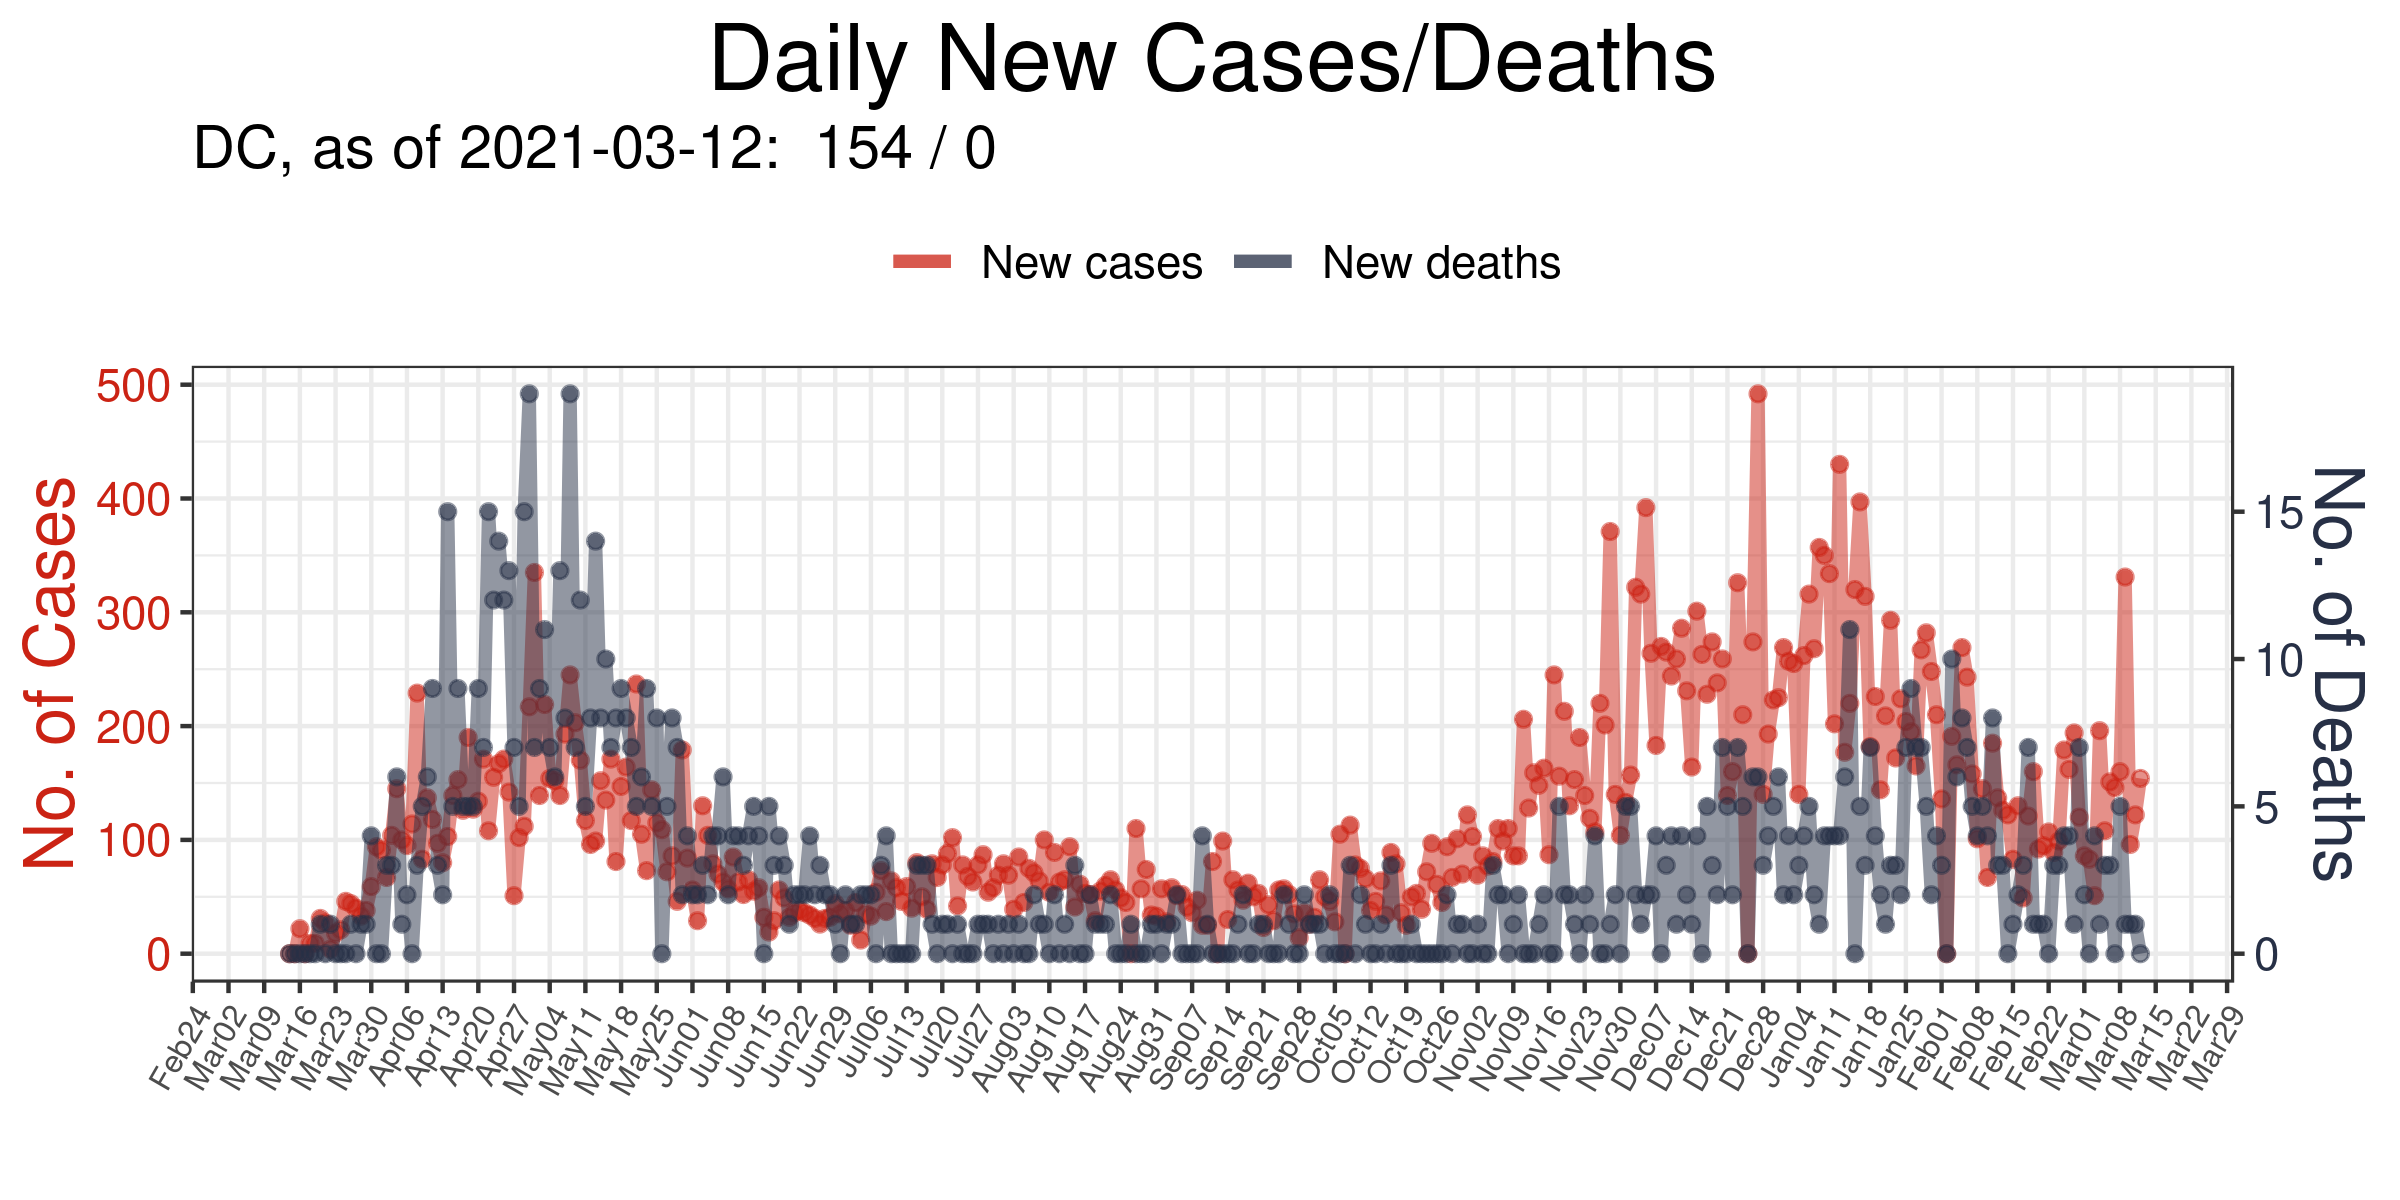 Daily New Cases/Deaths
DC, as of 2021-03-12:  154 / 0
New cases
New deaths
No. of Cases
500
400
300
200
100
0
No. of Deaths
15
10
5
0
Feb24
Mar02
Mar09
Mar16
Mar23
Mar30
Apr06
Apr13
Apr20
Apr27
May04
May11
May18
May25
Jun01
Jun08
Jun15
Jun22
Jun29
Jul06
Jul13
Jul20
Jul27
Aug03
Aug10
Aug17
Aug24
Aug31
Sep07
Sep14
Sep21
Sep28
Oct05
Oct12
Oct19
Oct26
Nov02
Nov09
Nov16
Nov23
Nov30
Dec07
Dec14
Dec21
Dec28
Jan04
Jan11
Jan18
Jan25
Feb01
Feb08
Feb15
Feb22
Mar01
Mar08
Mar15
Mar22
Mar29